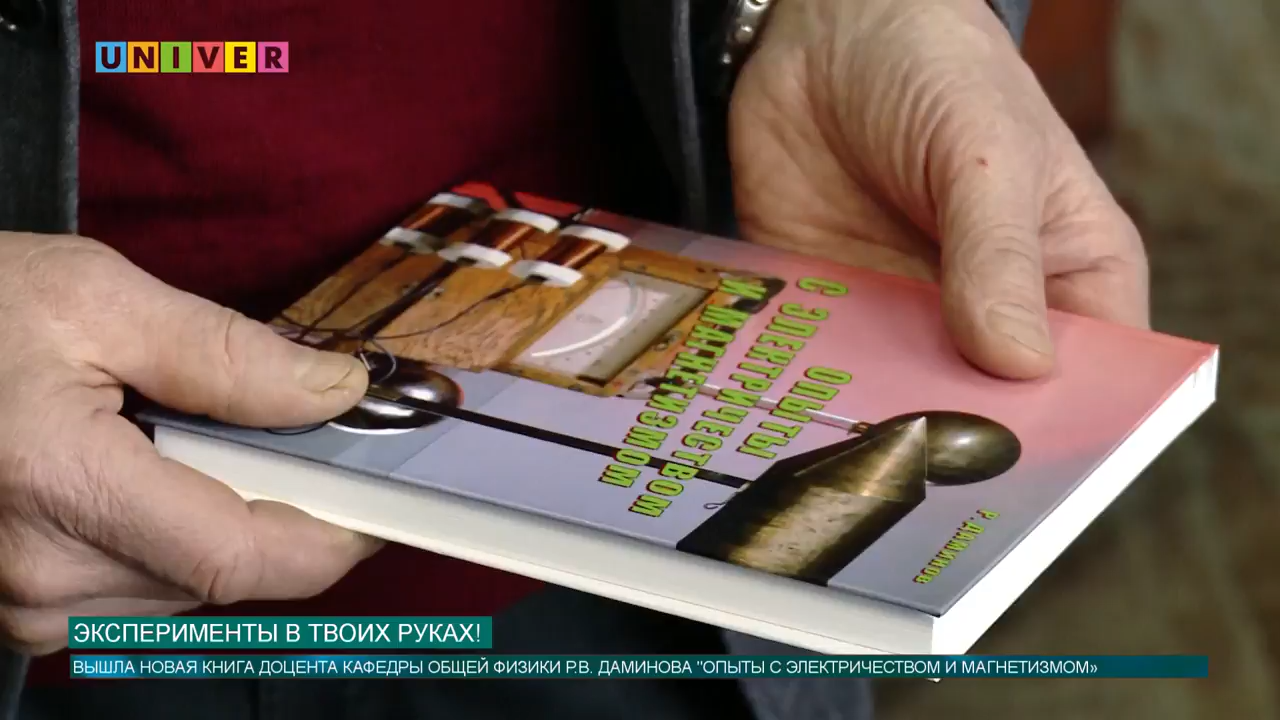 UNIVER
Р. ДАМИНОВ
ОПЫТЫ
С ЭЛЕКТРИЧЕСТВОМ
И МАГНЕТИЗМОМ
ЭКСПЕРИМЕНТЫ В ТВОИХ РУКАХ!
ВЫШЛА НОВАЯ КНИГА ДОЦЕНТА КАФЕДРЫ ОБЩЕЙ ФИЗИКИ Р.В. ДАМИНОВА "ОПЫТЫ С ЭЛЕКТРИЧЕСТВОМ И МАГНЕТИЗМОМ»